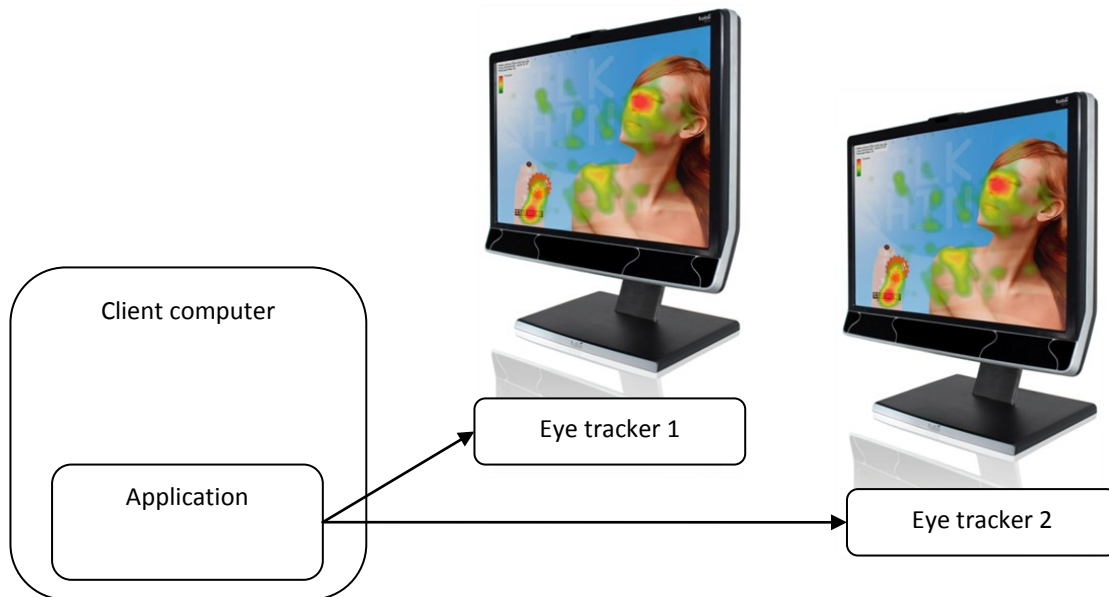 Client computer
Application
Eye tracker 1
Eye tracker 2